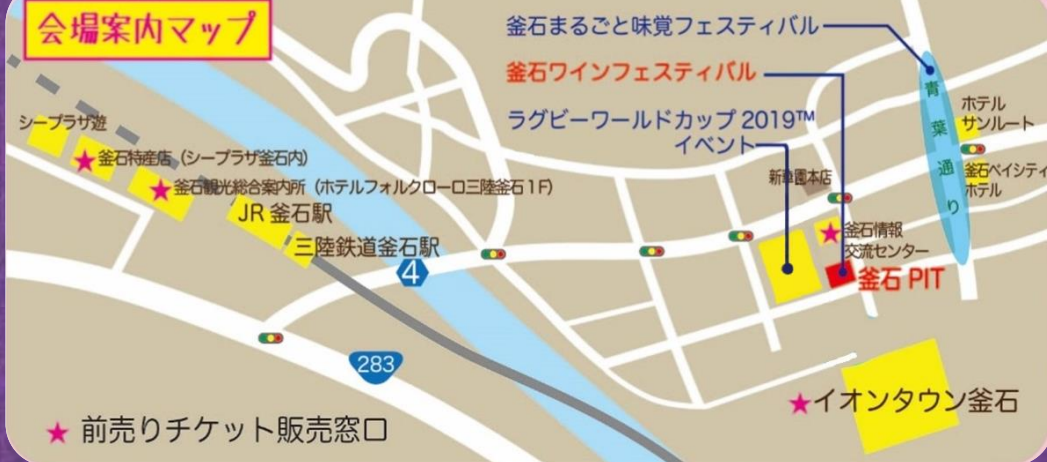 会場案内マップ
釜石まるごと味覚フェスティバル
釜石ワインフェスティバル
ラグビーワールドカップ2019™
イベント
青葉通り
ホテル
サンルート
釜石ベイシティ
ホテル
シープラザ遊
釜石特産店（シープラザ釜石内）
釜石観光総合案内所（ホテルフォルクローロ三陸釜石1F）
JR 釜石駅
三陸鉄道釜石駅
4
新華園本店
釜石情報
交流センター
釜石 PIT
283
★イオンタウン釜石
★ 前売りチケット販売窓口